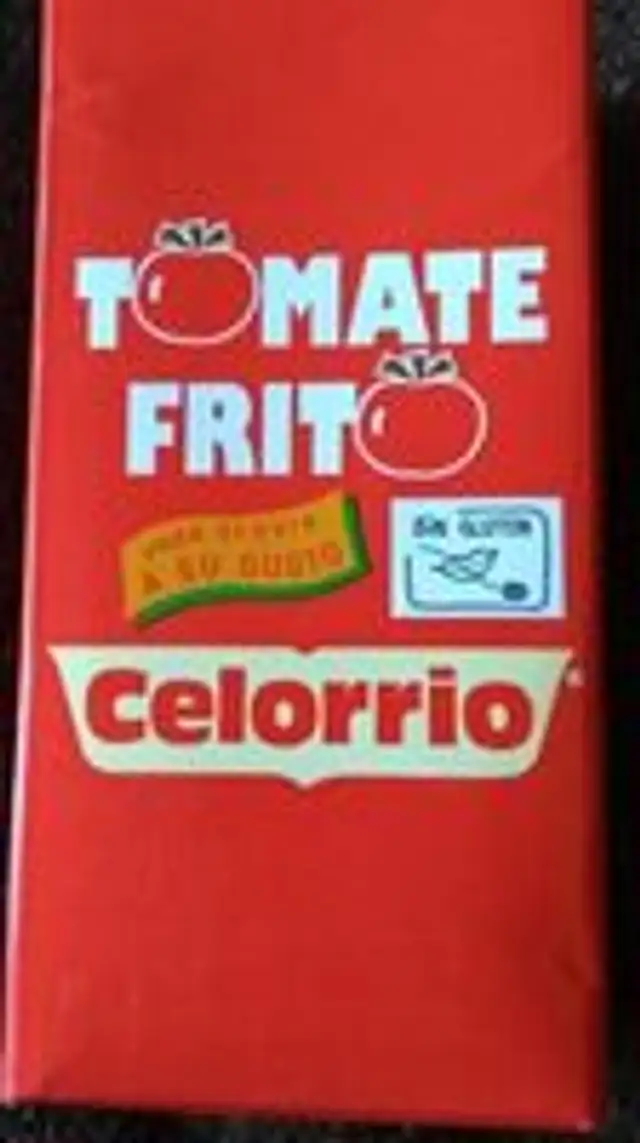 TOMATE
FRITO
A SU GUSTO
SIN GLUTEN
Celorrio